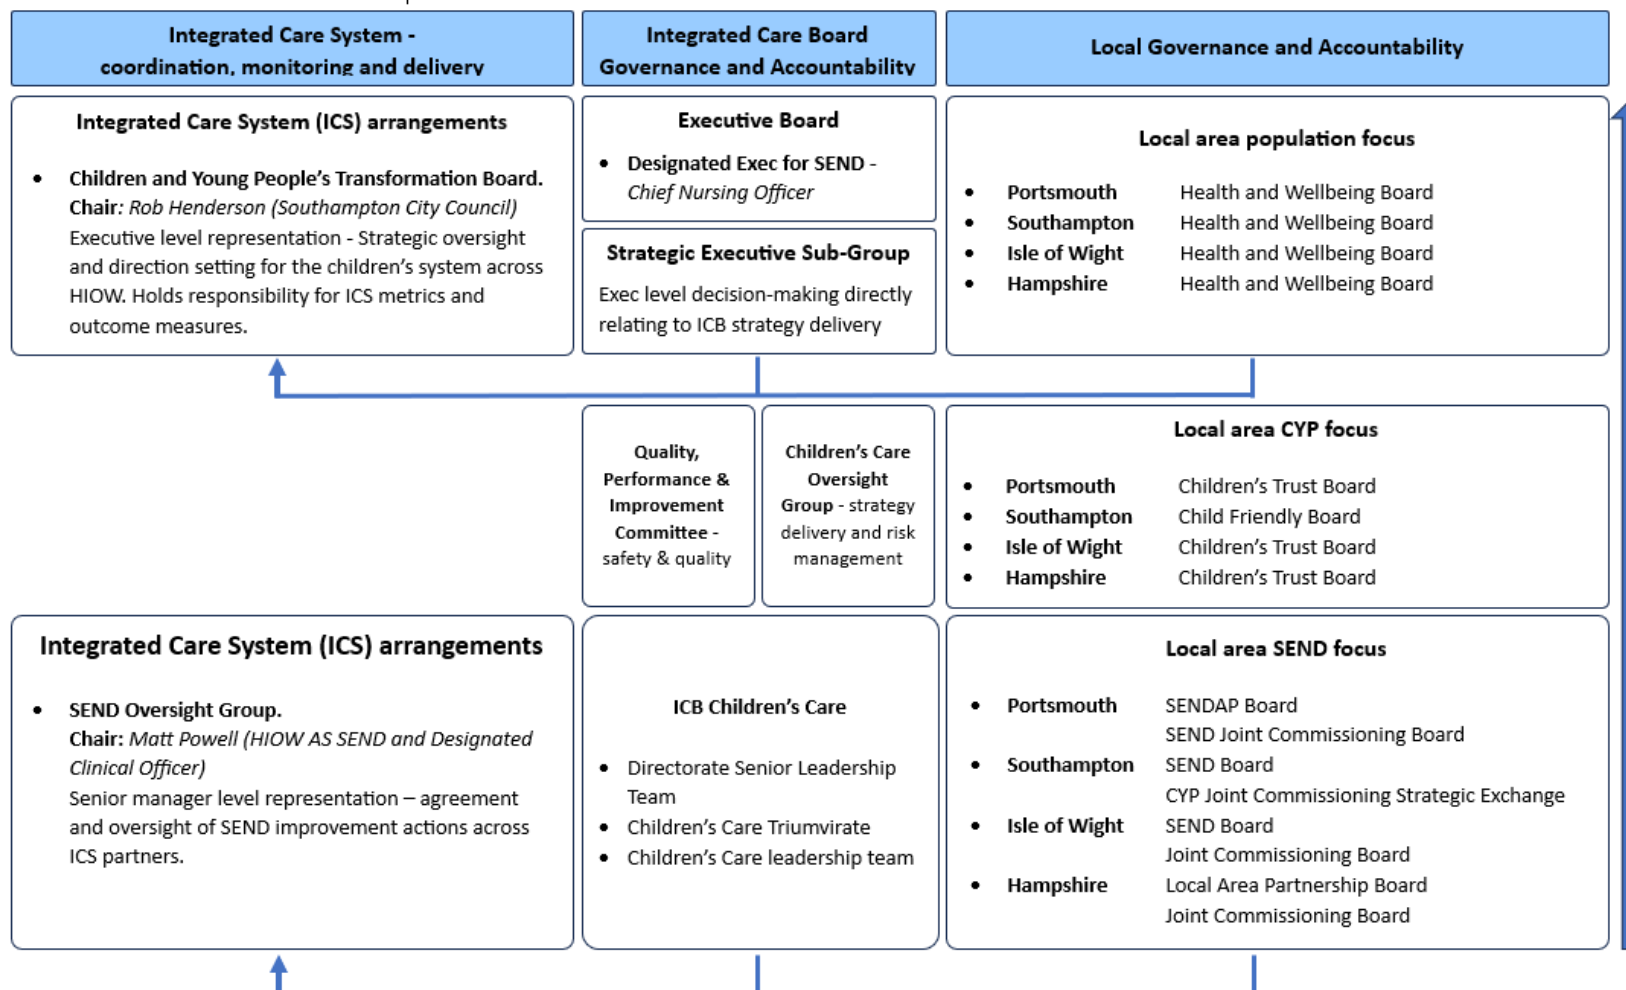 Integrated Care System -
coordination, monitoring and delivery
Integrated Care Board
Governance and Accountability
Local Governance and Accountability
Integrated Care System (ICS) arrangements
• Children and Young People's Transformation Board.
Chair: Rob Henderson (Southampton City Council)
Executive level representation - Strategic oversight
and direction setting for the children's system across
HIOW. Holds responsibility for ICS metrics and
outcome measures.
Executive Board
• Designated Exec for SEND -
Chief Nursing Officer
Strategic Executive Sub-Group
Exec level decision-making directly
relating to ICB strategy delivery
Local area population focus
• Portsmouth Health and Wellbeing Board
• Southampton Health and Wellbeing Board
• Isle of Wight Health and Wellbeing Board
• Hampshire Health and Wellbeing Board
Quality,
Performance &
Improvement
Committee -
safety & quality
Children's Care
Oversight
Group - strategy
delivery and risk
management
Local area CYP focus
• Portsmouth Children's Trust Board
• Southampton Child Friendly Board
• Isle of Wight Children's Trust Board
• Hampshire Children's Trust Board
Integrated Care System (ICS) arrangements
• SEND Oversight Group.
Chair: Matt Powell (HIOW AS SEND and Designated
Clinical Officer)
Senior manager level representation – agreement
and oversight of SEND improvement actions across
ICS partners.
ICB Children's Care
• Directorate Senior Leadership
Team
• Children's Care Triumvirate
• Children's Care leadership team
Local area SEND focus
• Portsmouth SENDAP Board
SEND Joint Commissioning Board
• Southampton SEND Board
CYP Joint Commissioning Strategic Exchange
• Isle of Wight SEND Board
Joint Commissioning Board
• Hampshire Local Area Partnership Board
Joint Commissioning Board